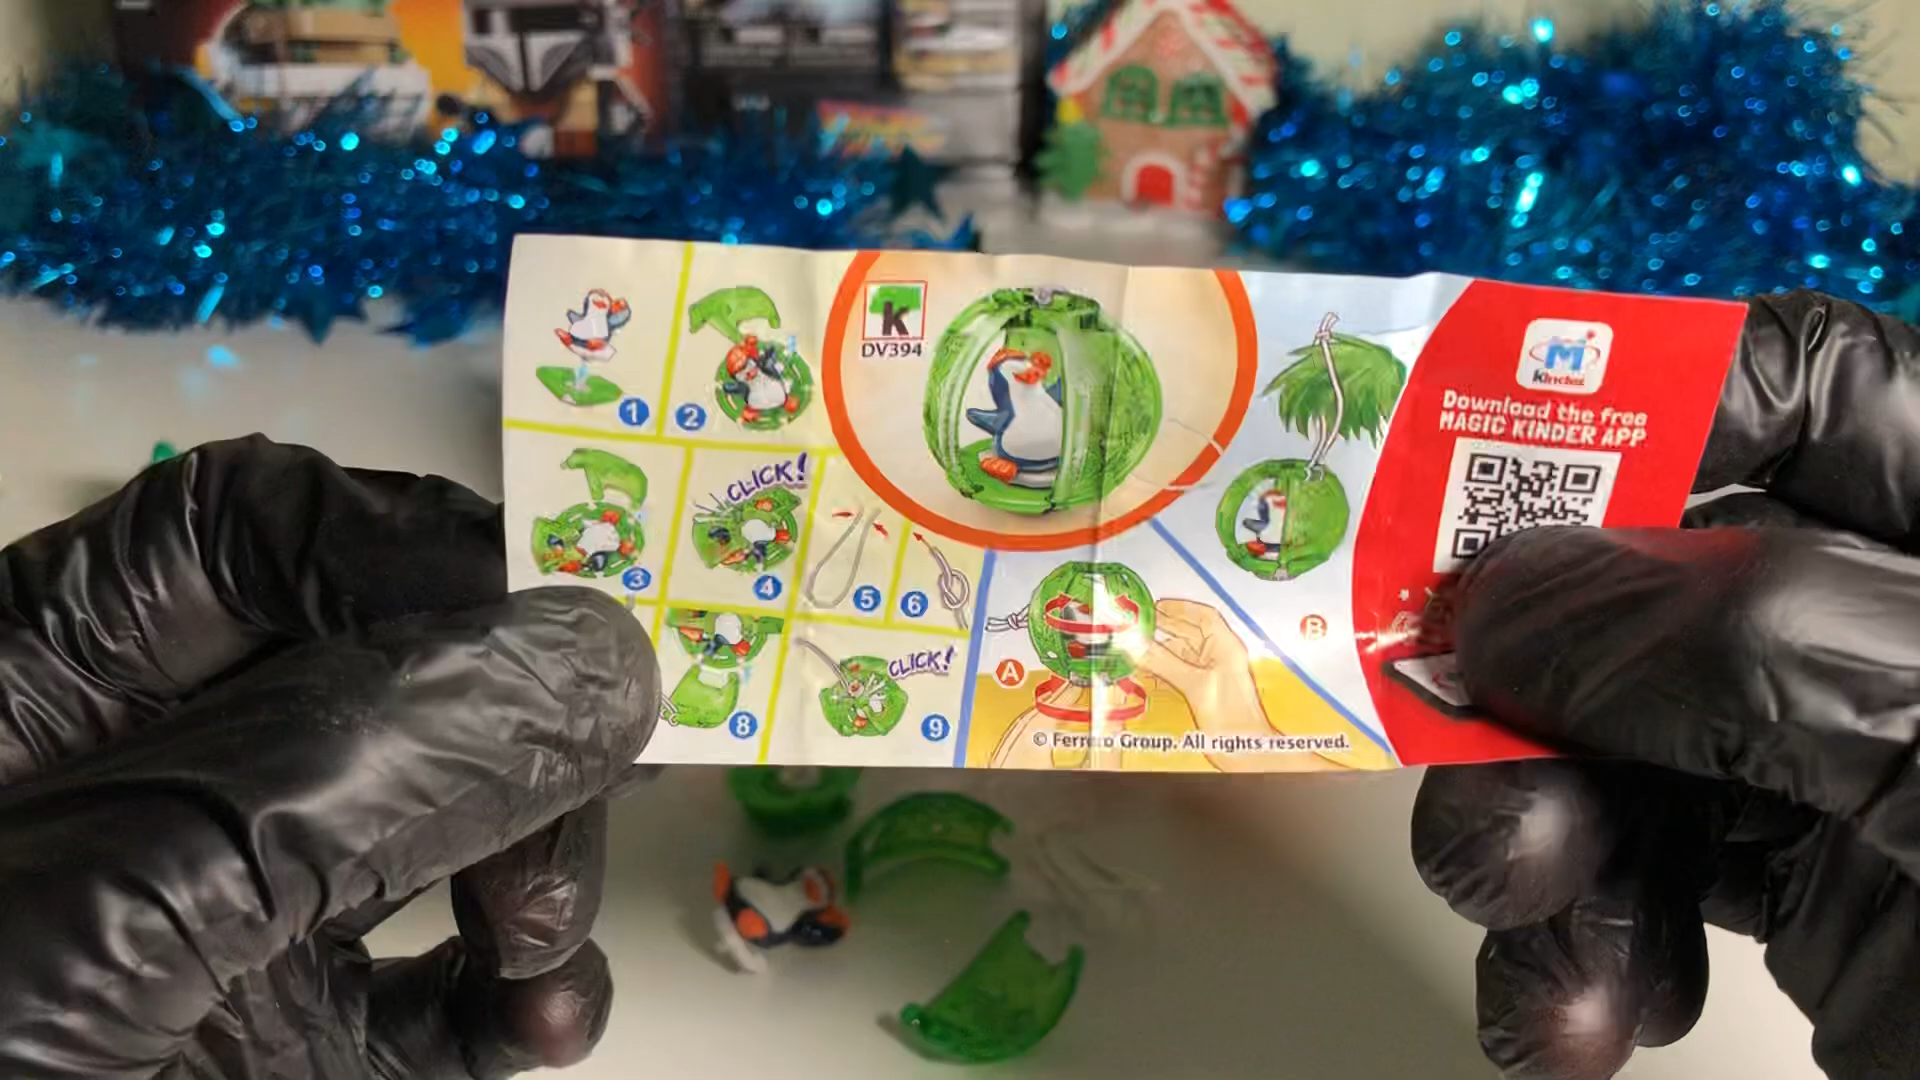 1
2
k
DV394
M
Kinder
Download the free
MAGIC KINDER APP
3
CLICK!
4
5
6
8
CLICK!
9
A
B
© Ferrero Group. All rights reserved.